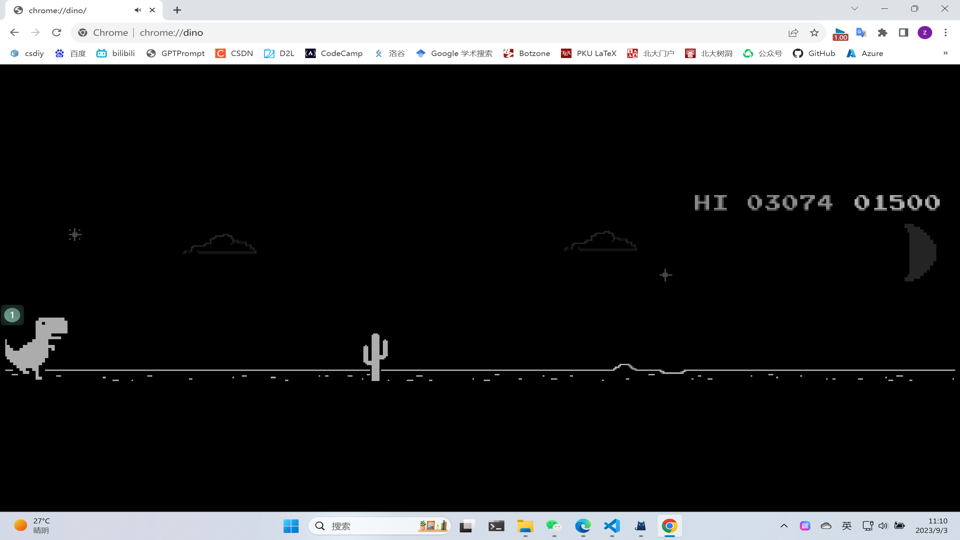 chrome://dino/
Chrome | chrome://dino
1.00
z
csdiy 百度 bilibili GPTPrompt CSDN D2L CodeCamp 洛谷 Google 学术搜索 Botzone PKU LaTeX 北大门户 北大树洞 公众号 GitHub Azure »
HI 03074 01500
1
27°C
晴朗
搜索
英
11:10
2023/9/3